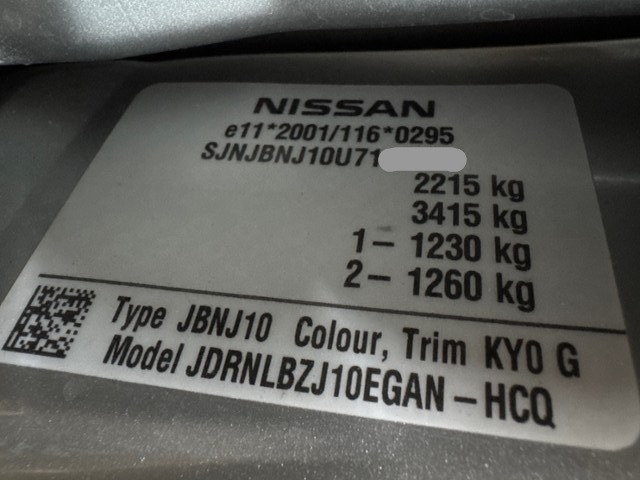 NISSAN
e11*2001/116*0295
SJNJBNJ10U71
2215 kg
3415 kg
1– 1230 kg
2– 1260 kg
Type JBNJ10 Colour, Trim KY0 G
Model JDRNLBZJ10EGAN–HCQ